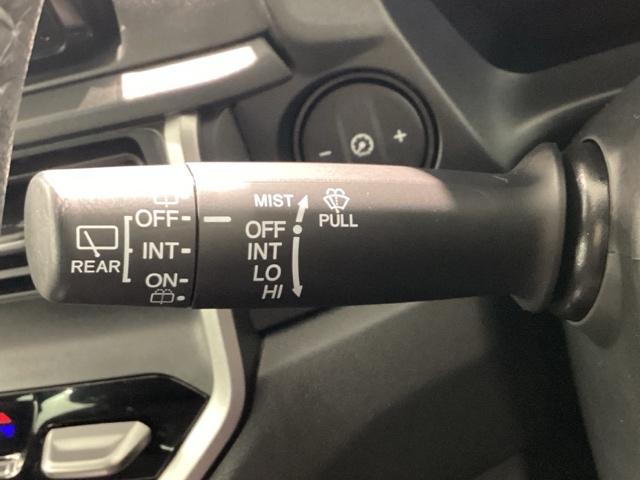 REAR
OFF
INT
ON
MIST
OFF
INT
LO
HI
PULL
- +